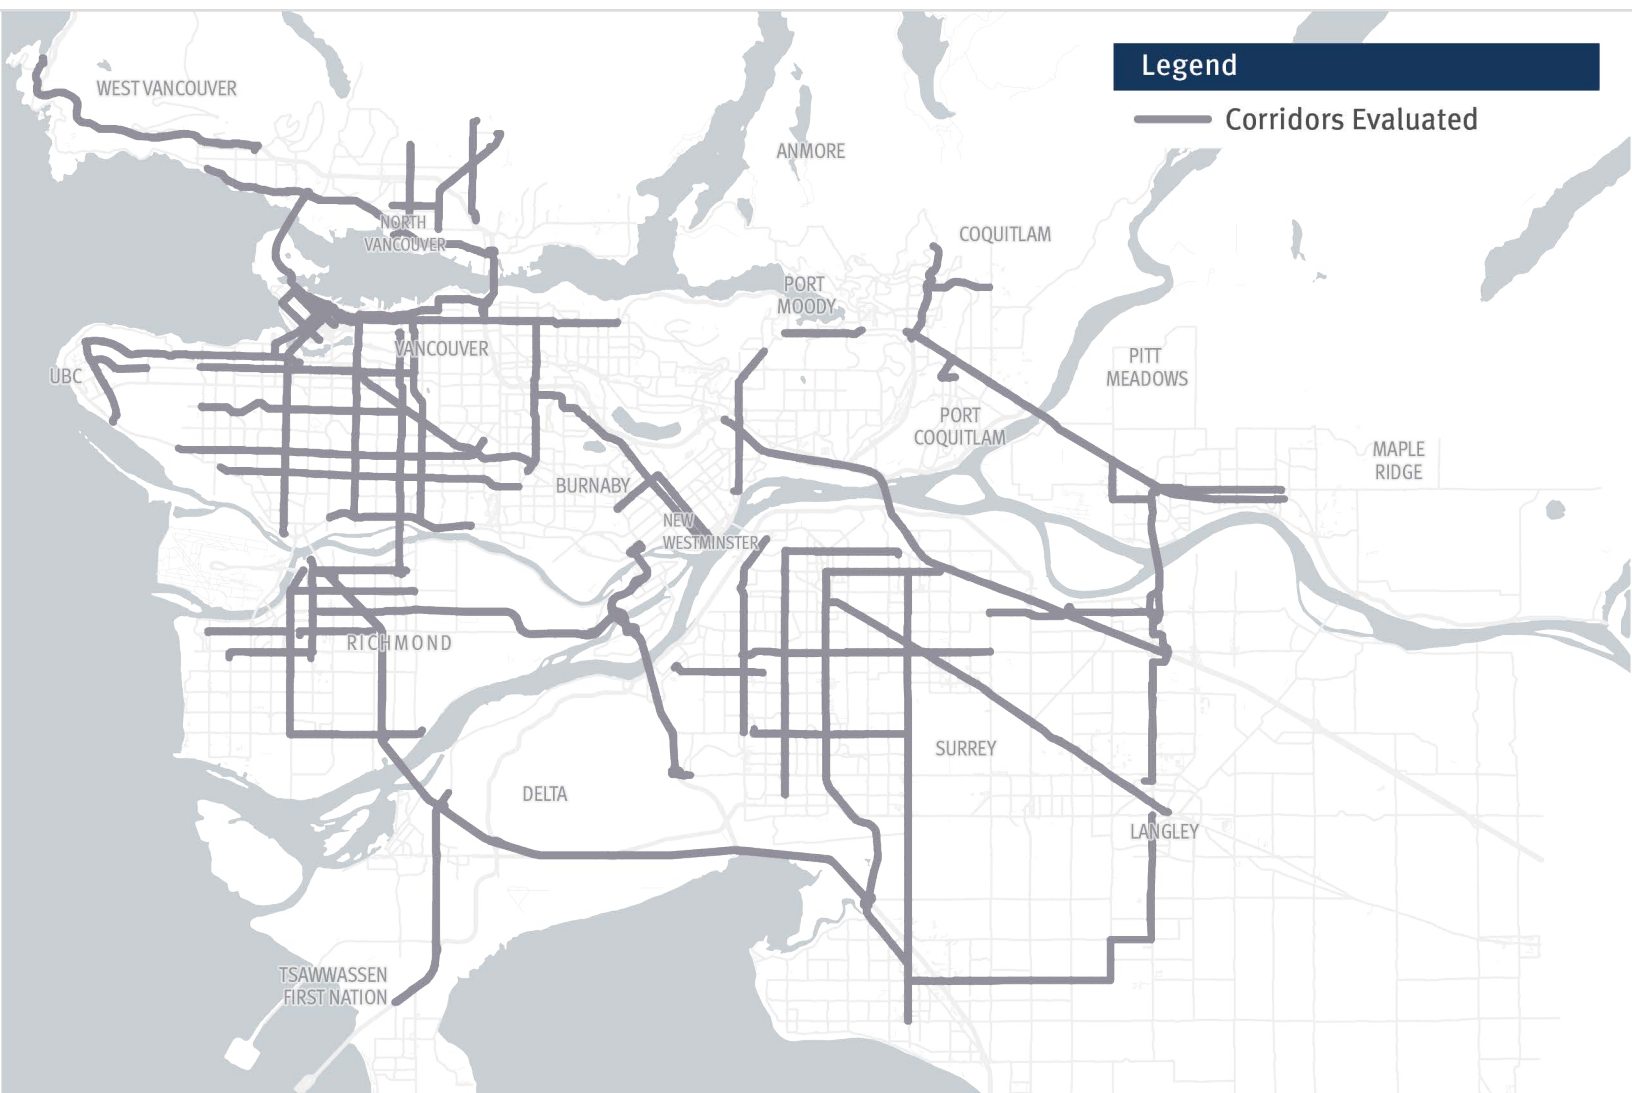 Legend
Corridors Evaluated
WEST VANCOUVER
ANMORE
NORTH
VANCOUVER
COQUITLAM
PORT
MOODY
VANCOUVER
UBC
PITT
MEADOWS
PORT
COQUITLAM
MAPLE
RIDGE
BURNABY
NEW
WESTMINSTER
RICHMOND
SURREY
DELTA
LANGLEY
TSAWWASSEN
FIRST NATION